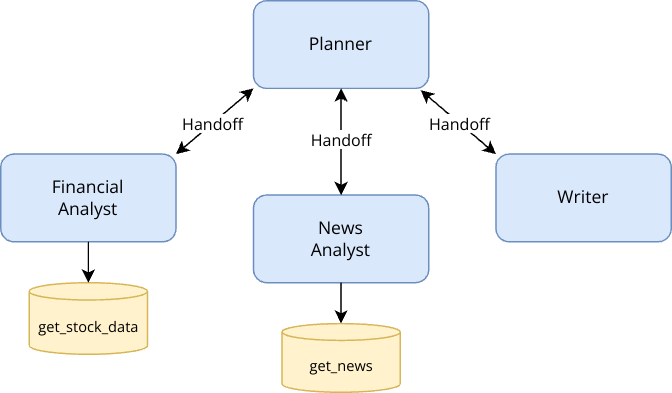 Planner
Handoff
Handoff
Handoff
Financial
Analyst
News
Analyst
Writer
get_stock_data
get_news